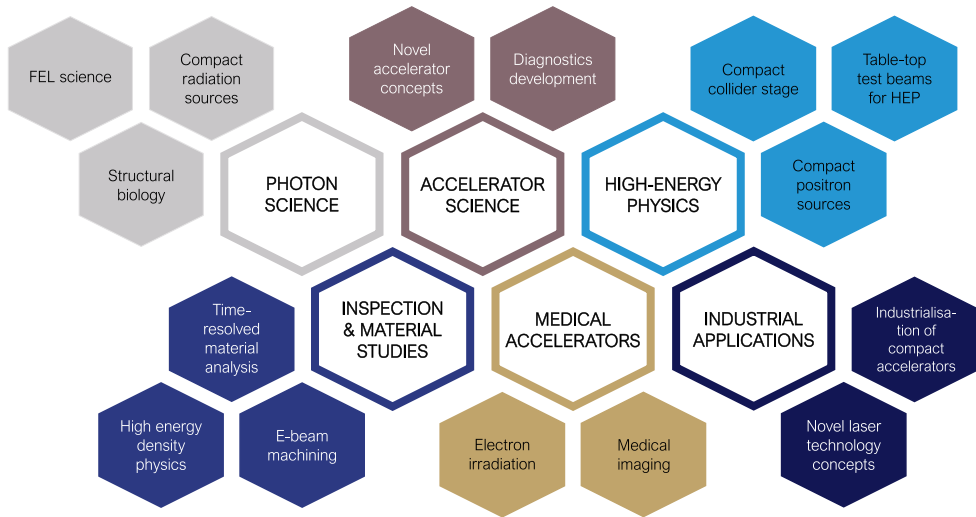 FEL science
Compact
radiation
sources
Structural
biology
PHOTON
SCIENCE
Novel
accelerator
concepts
Diagnostics
development
ACCELERATOR
SCIENCE
Compact
collider stage
Table-top
test beams
for HEP
Compact
positron
sources
HIGH-ENERGY
PHYSICS
Time-
resolved
material
analysis
High energy
density
physics
E-beam
machining
INSPECTION
& MATERIAL
STUDIES
MEDICAL
ACCELERATORS
Electron
irradiation
Medical
imaging
INDUSTRIAL
APPLICATIONS
Industrialisa-
tion of
compact
accelerators
Novel laser
technology
concepts